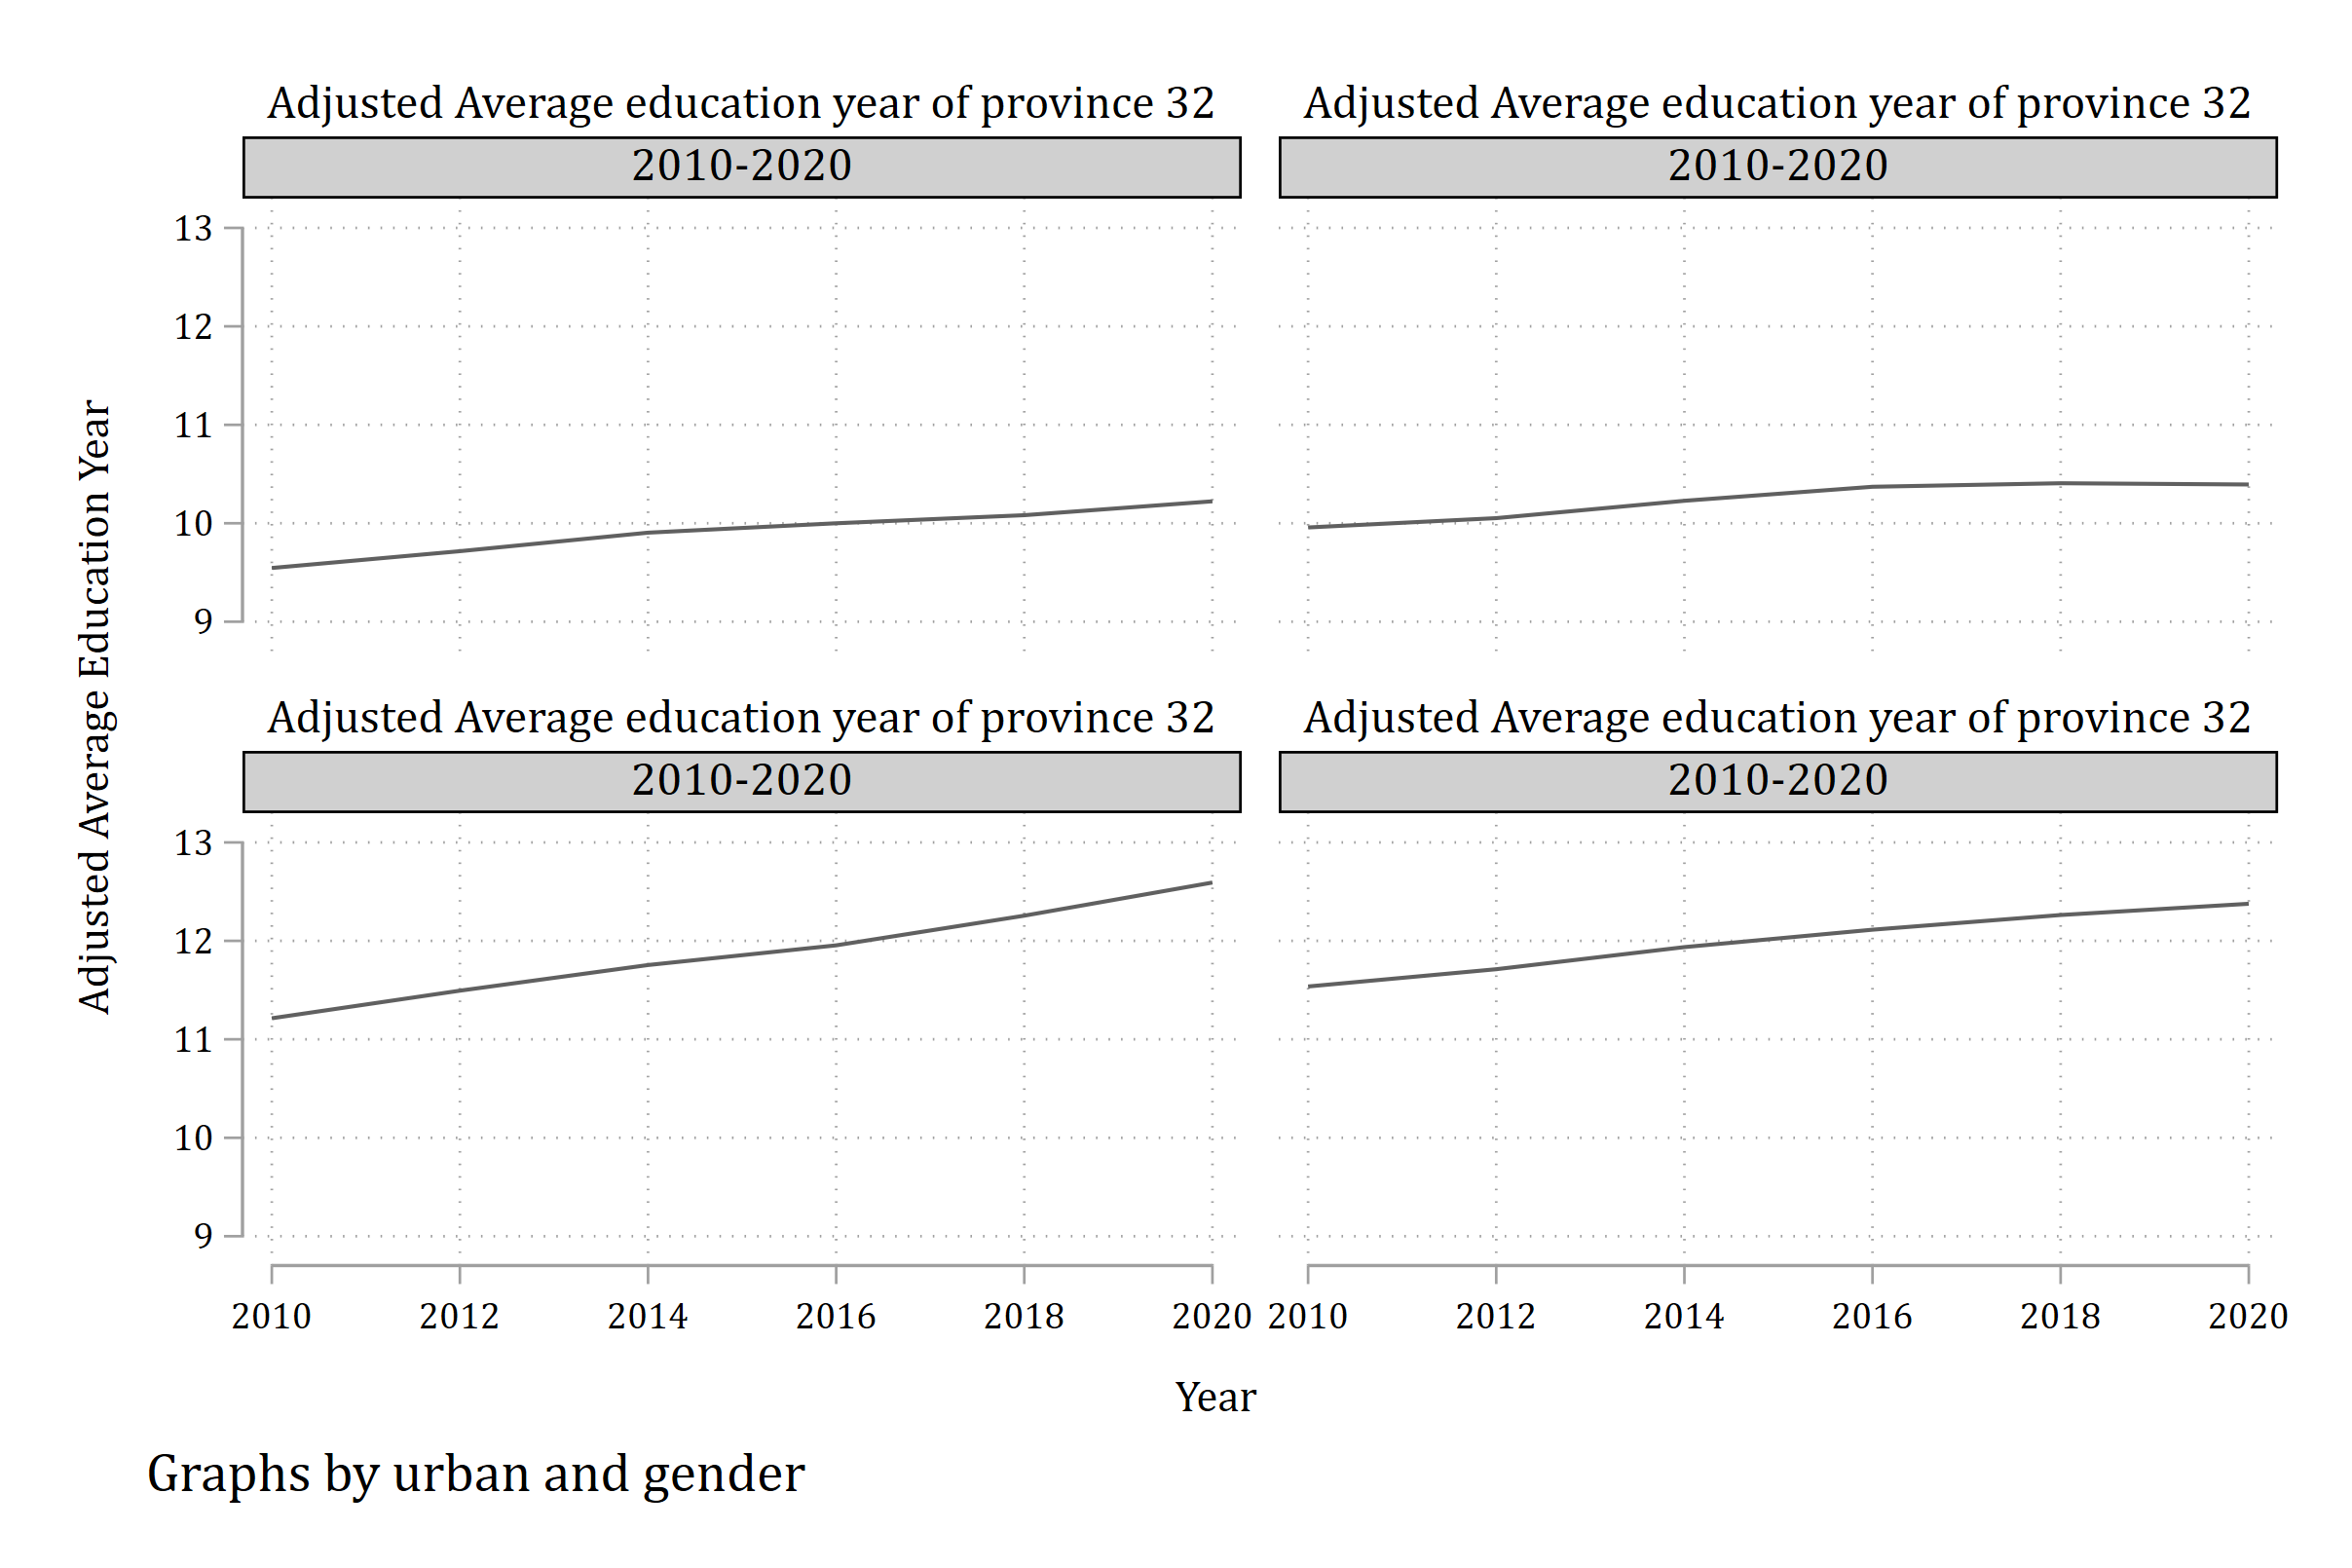 Adjusted Average education year of province 32
2010-2020
Adjusted Average education year of province 32
2010-2020
13
12
11
10
9
Adjusted Average education year of province 32
2010-2020
Adjusted Average education year of province 32
2010-2020
13
12
11
10
9
Adjusted Average Education Year
2010 2012 2014 2016 2018 2020 2010 2012 2014 2016 2018 2020
Year
Graphs by urban and gender